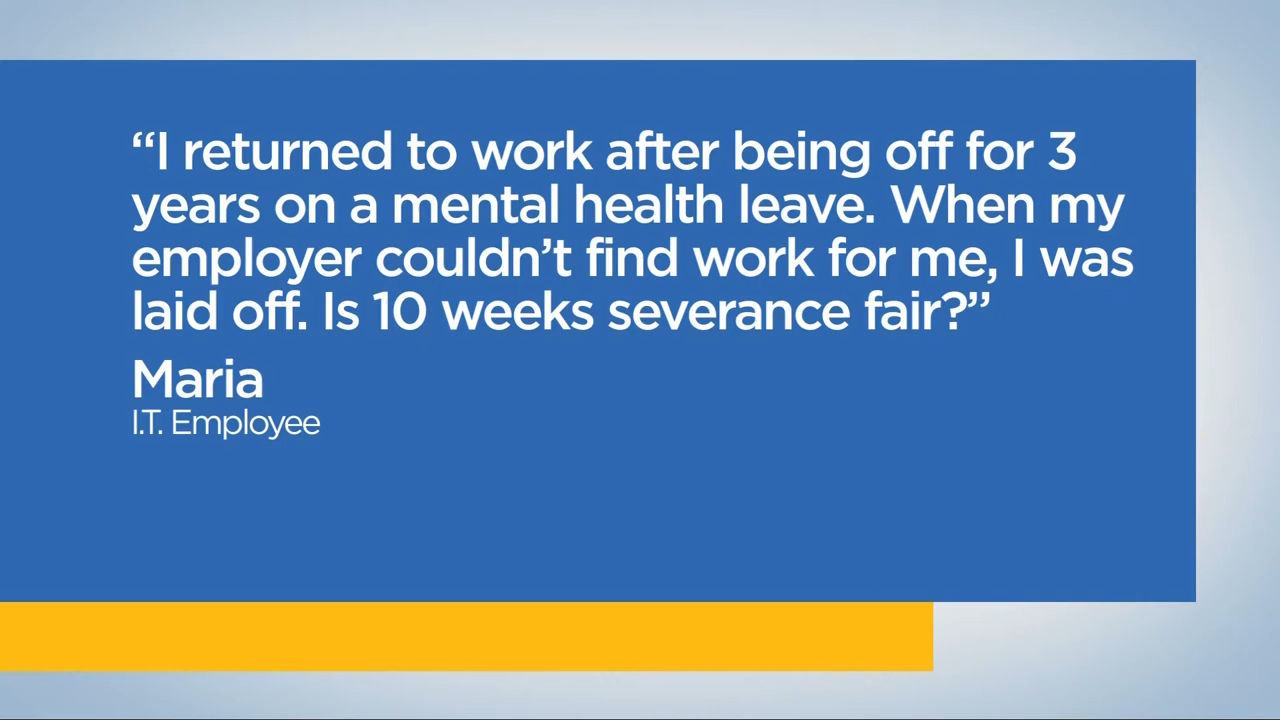 “I returned to work after being off for 3
years on a mental health leave. When my
employer couldn’t find work for me, I was
laid off. Is 10 weeks severance fair?”
Maria
I.T. Employee